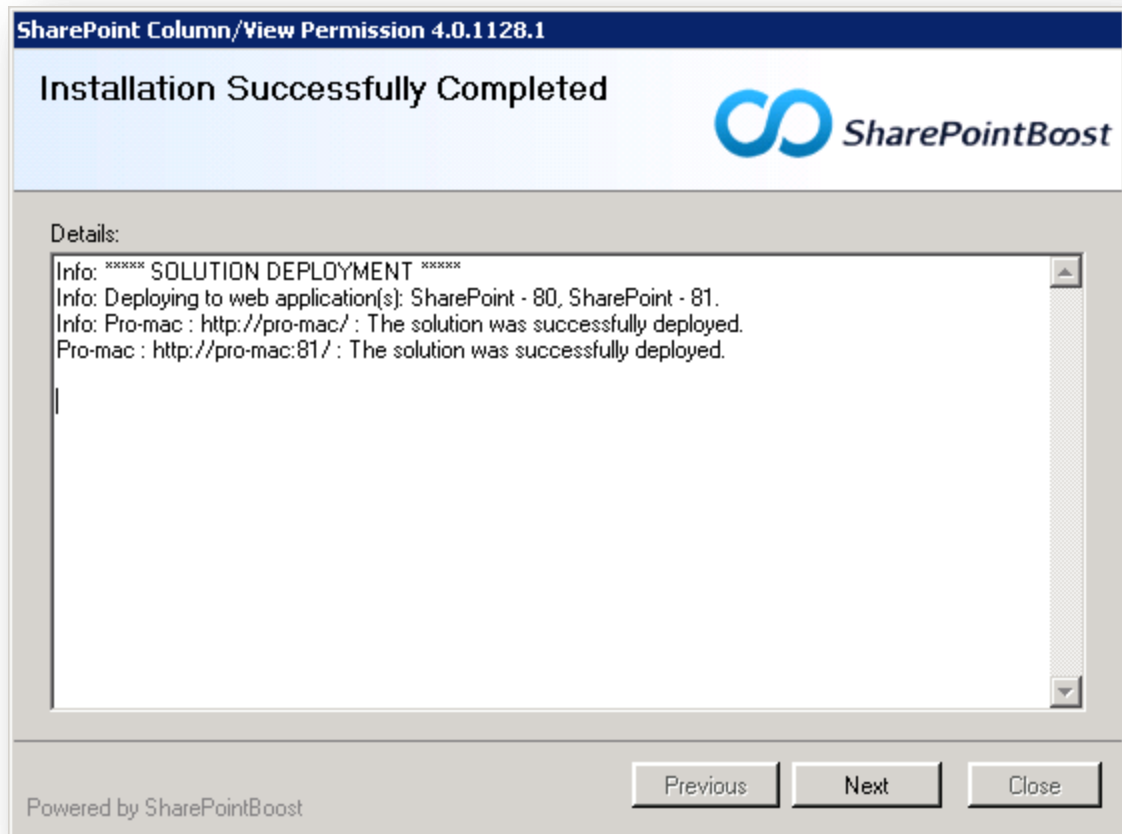 SharePoint Column/View Permission 4.0.1128.1
Installation Successfully Completed
SharePointBoost
Details:
Info: ***** SOLUTION DEPLOYMENT *****
Info: Deploying to web application(s): SharePoint - 80, SharePoint - 81.
Info: Pro-mac : http://pro-mac/ : The solution was successfully deployed.
Pro-mac : http://pro-mac:81/ : The solution was successfully deployed.
Previous
Next
Close
Powered by SharePointBoost